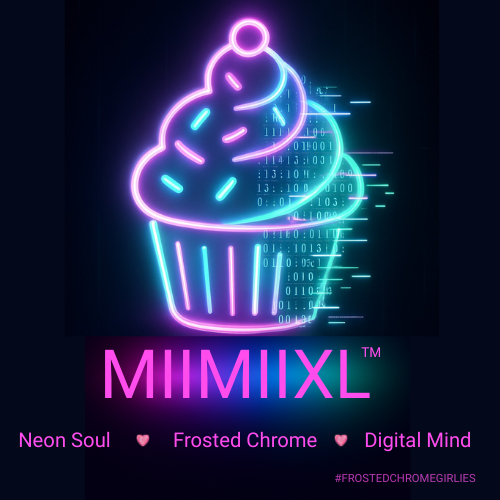 MIIMIIXL™
Neon Soul 💗 Frosted Chrome 💗 Digital Mind
#FROSTEDCHROMEGIRLIES